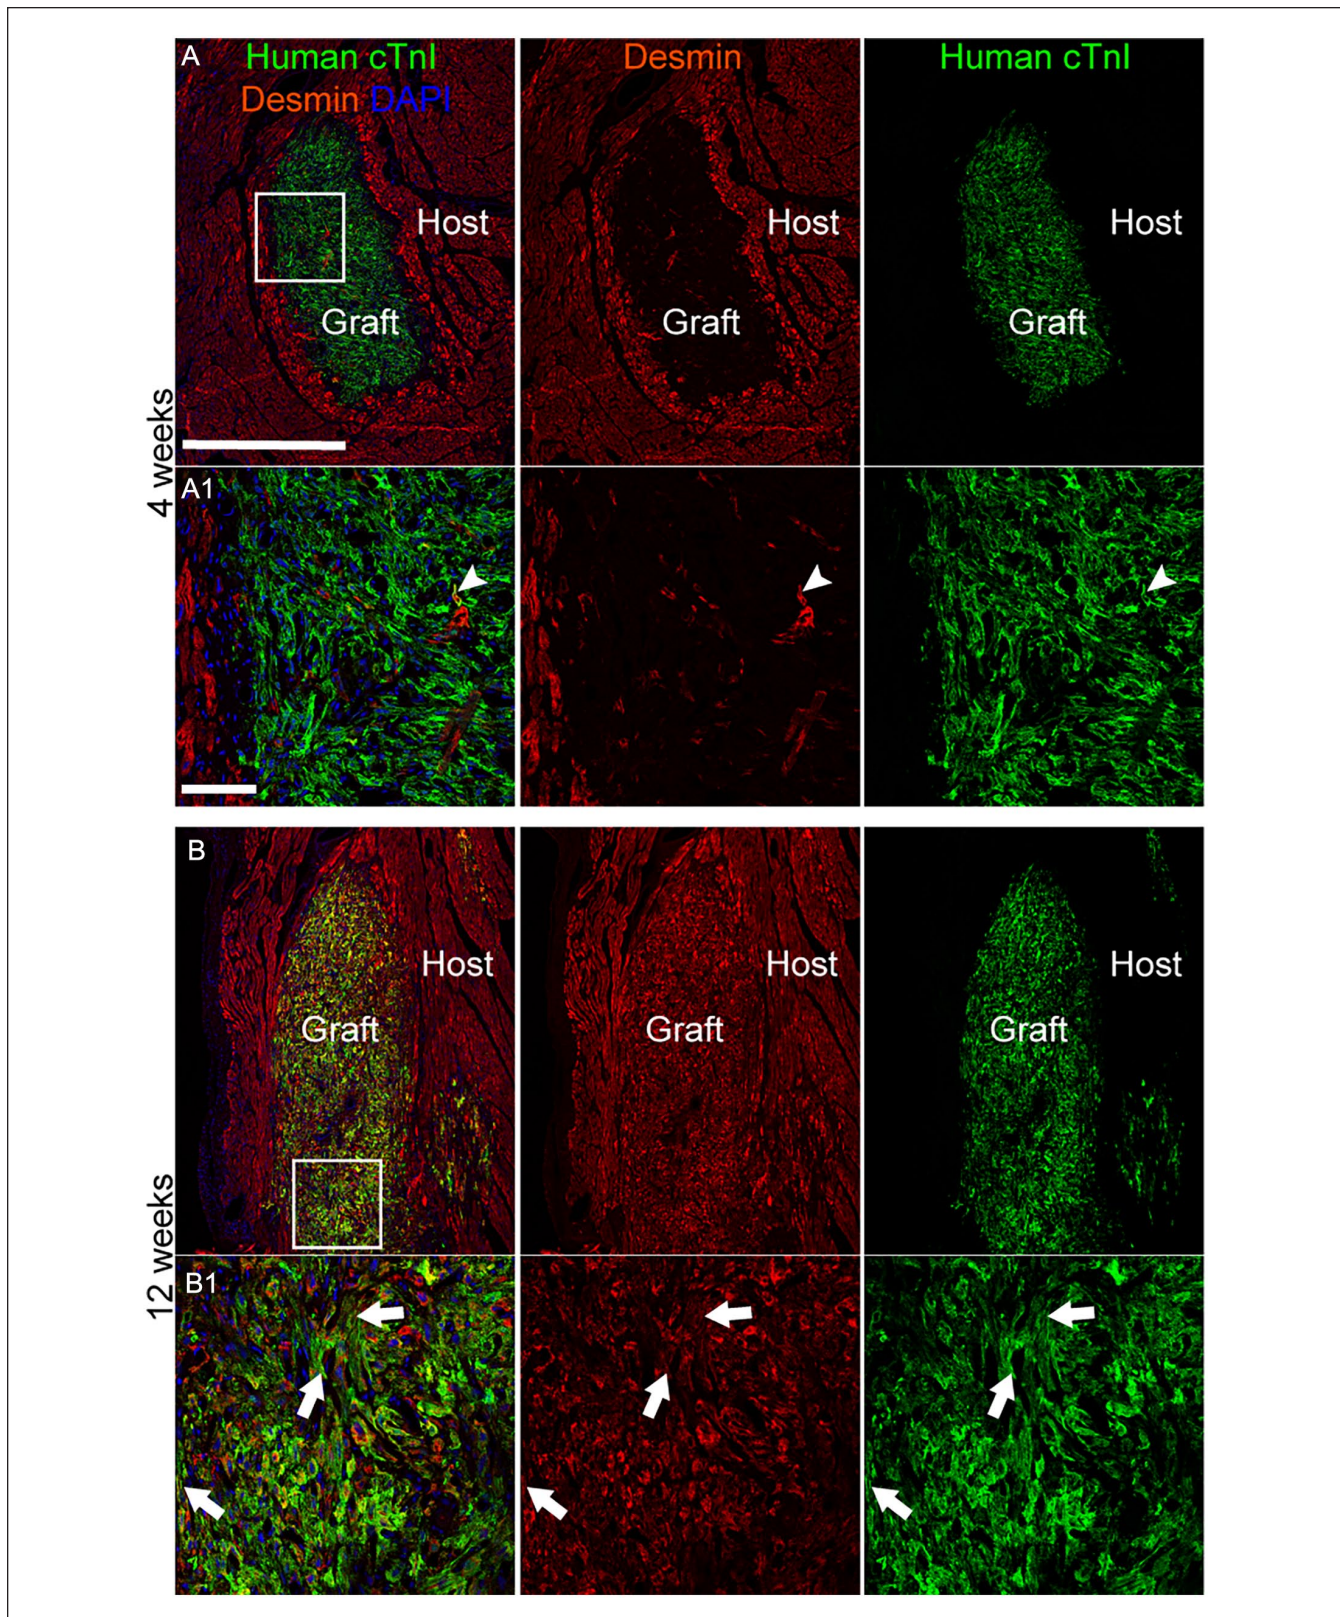 A
Human cTnI
Desmin DAPI
Desmin
Human cTnI
Host
Graft
Host
Graft
Host
Graft
4 weeks
A1
B
Host
Graft
Host
Graft
Host
Graft
12 weeks
B1